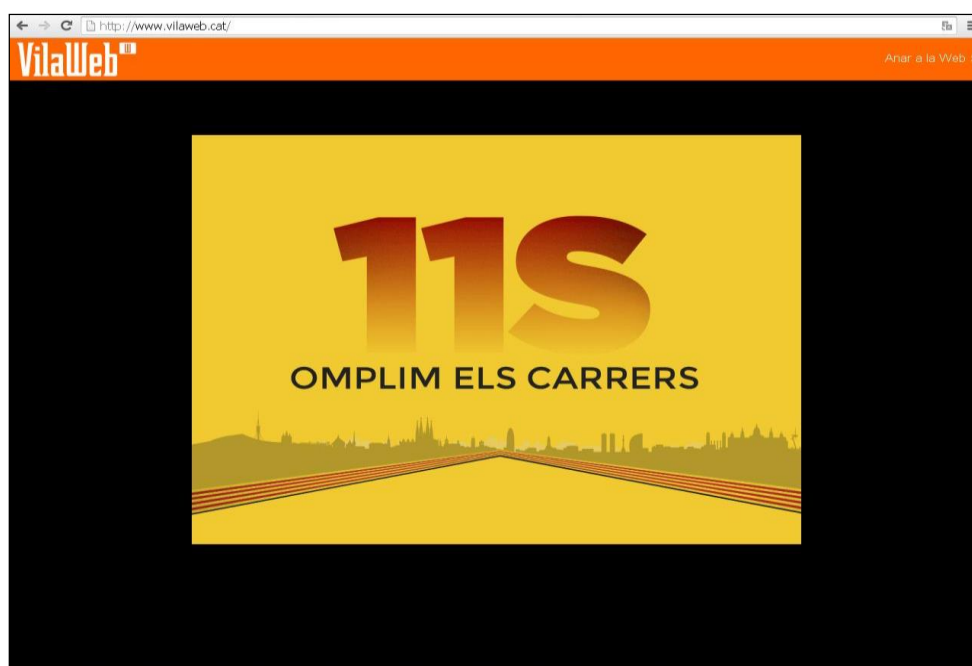 http://www.vilaweb.cat/
VilaWeb
Anar a la Web
11S
OMPLIM ELS CARRERS